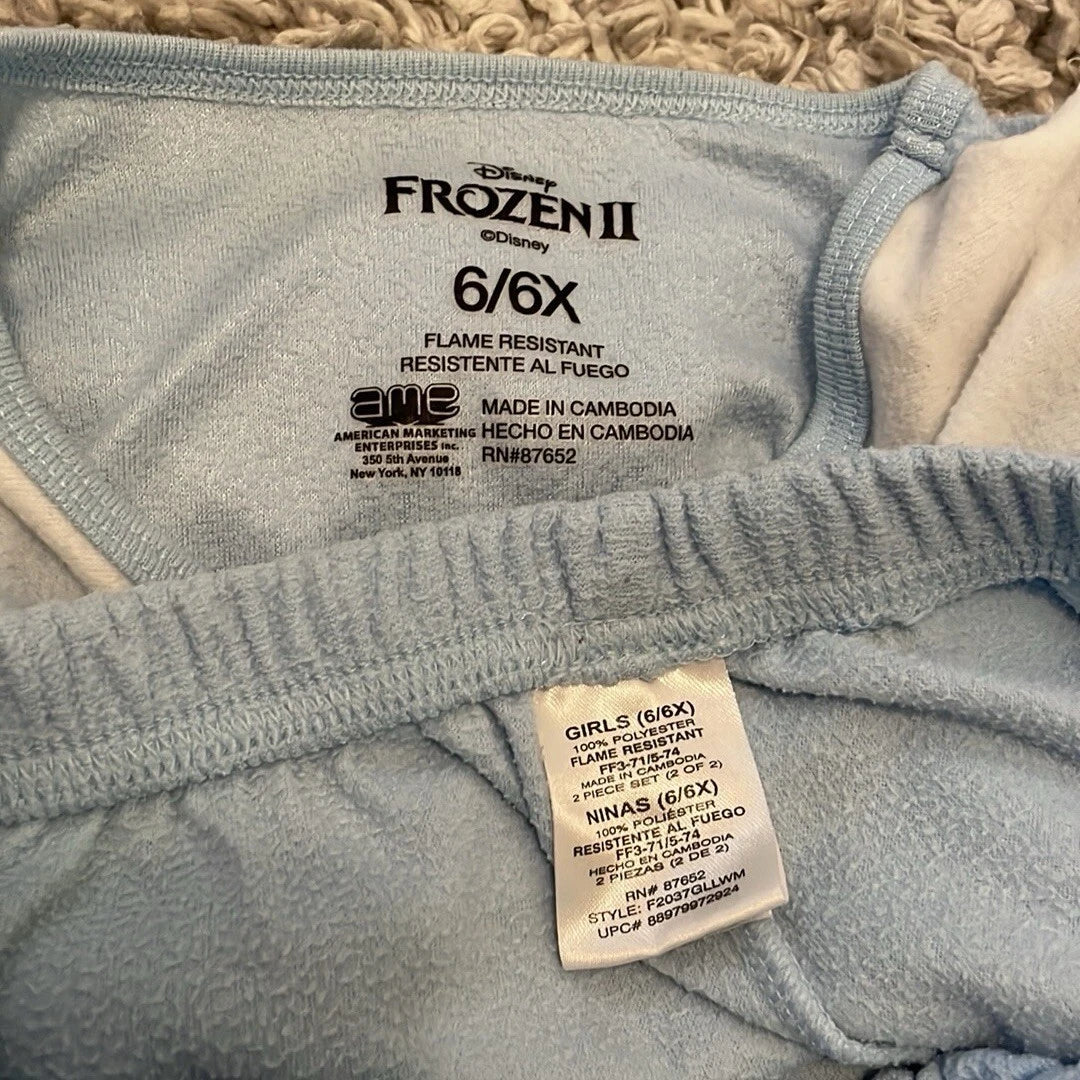 Disney
FROZEN II
©Disney
6/6X
FLAME RESISTANT
RESISTENTE AL FUEGO
ame
AMERICAN MARKETING
ENTERPRISES Inc.
350 5th Avenue
New York, NY 10118
MADE IN CAMBODIA
HECHO EN CAMBODIA
RN#87652
GIRLS (6/6X)
100% POLYESTER
FLAME RESISTANT
FF3-71/5-74
MADE IN CAMBODIA
2 PIECE SET (2 OF 2)
NINAS (6/6X)
100% POLIÉSTER
RESISTENTE AL FUEGO
FF3-71/5-74
HECHO EN CAMBODIA
2 PIEZAS (2 DE 2)
RN# 87652
STYLE: F2037GLLWM
UPC# 88979972924